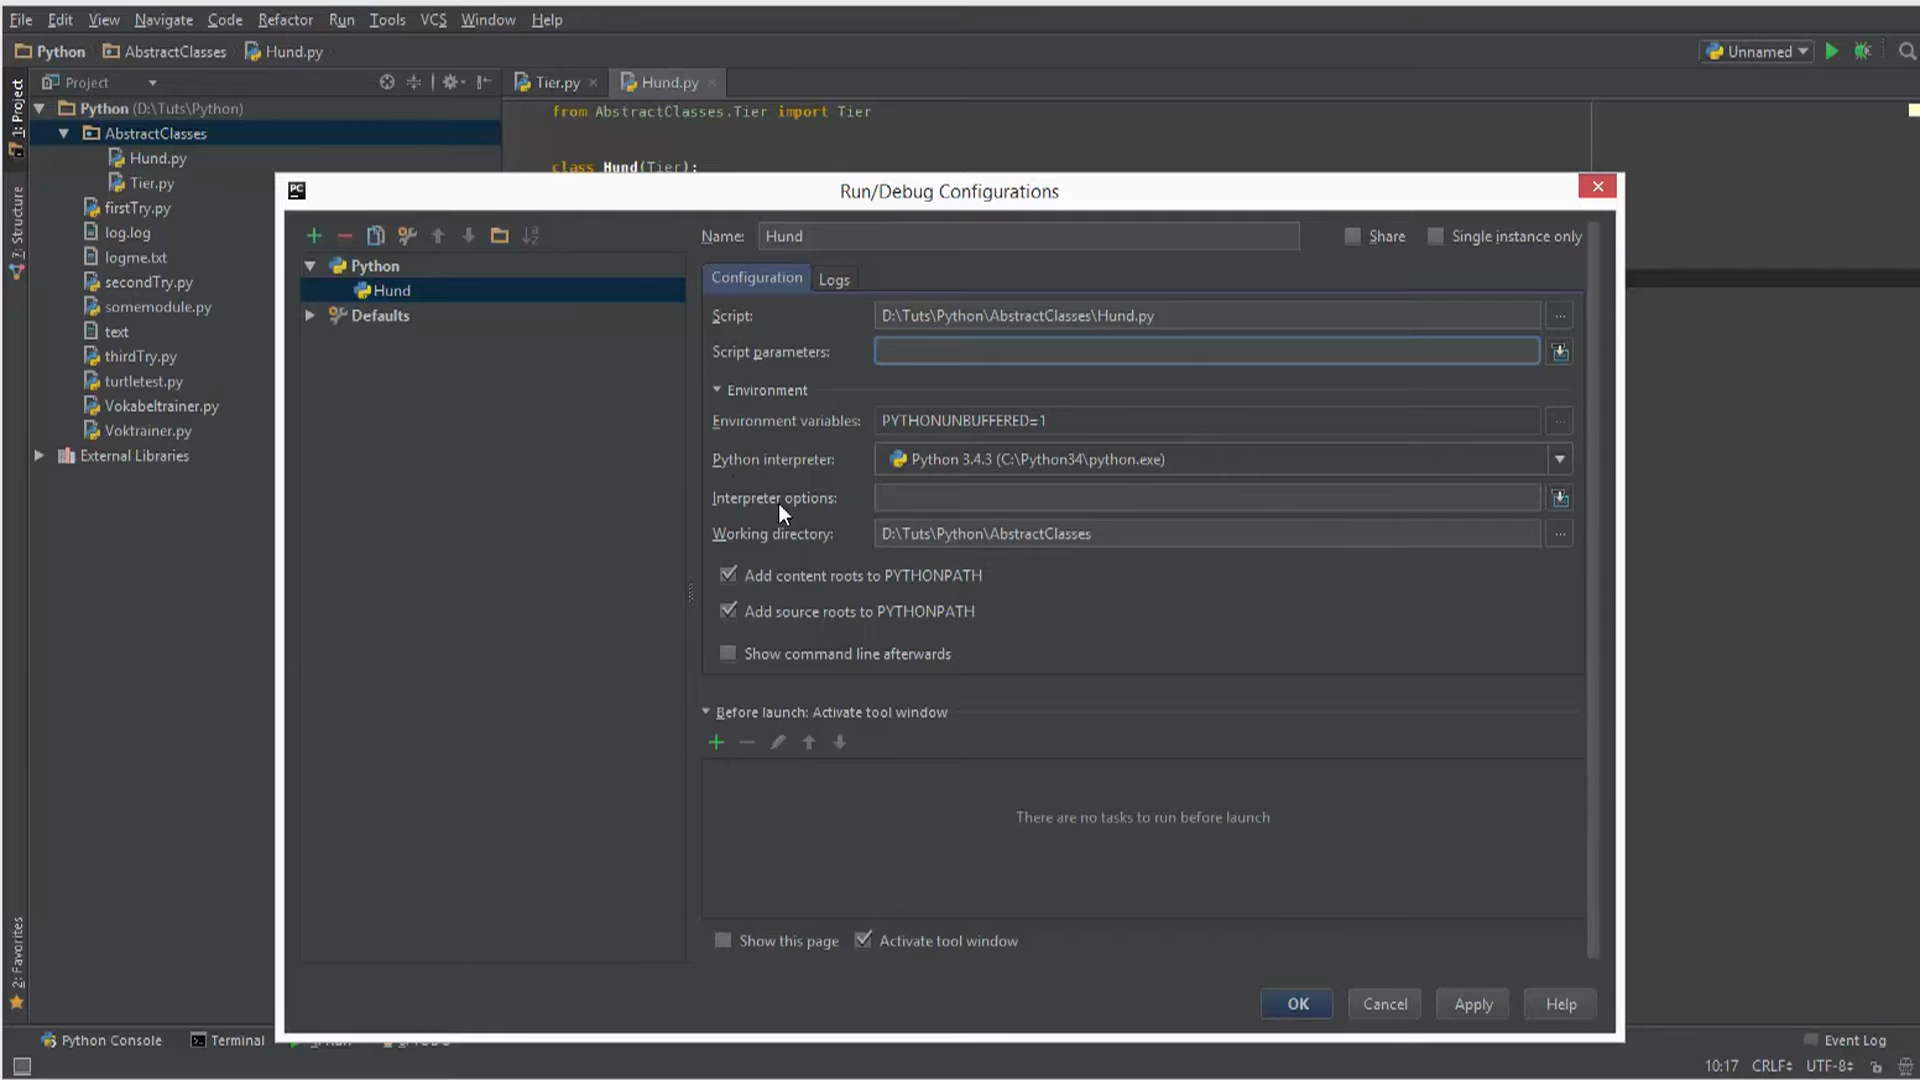 File Edit View Navigate Code Refactor Run Tools VCS Window Help
Python AbstractClasses Hund.py Unnamed
Project Tier.py Hund.py
1: Project
7: Structure
2: Favorites
Python (D:\Tuts\Python)
AbstractClasses
Hund.py
Tier.py
firstTry.py
log.log
logme.txt
secondTry.py
somemodule.py
text
thirdTry.py
turtletest.py
Vokabeltrainer.py
Voktrainer.py
External Libraries
from AbstractClasses.Tier import Tier
class Hund(Tier):
PC Run/Debug Configurations
Python
Hund
Defaults
Name: Hund Share Single instance only
Configuration Logs
Script: D:\Tuts\Python\AbstractClasses\Hund.py
Script parameters:
Environment
Environment variables: PYTHONUNBUFFERED=1
Python interpreter: Python 3.4.3 (C:\Python34\python.exe)
Interpreter options:
Working directory: D:\Tuts\Python\AbstractClasses
Add content roots to PYTHONPATH
Add source roots to PYTHONPATH
Show command line afterwards
Before launch: Activate tool window
There are no tasks to run before launch
Show this page Activate tool window
OK Cancel Apply Help
Python Console Terminal Event Log
10:17 CRLF UTF-8